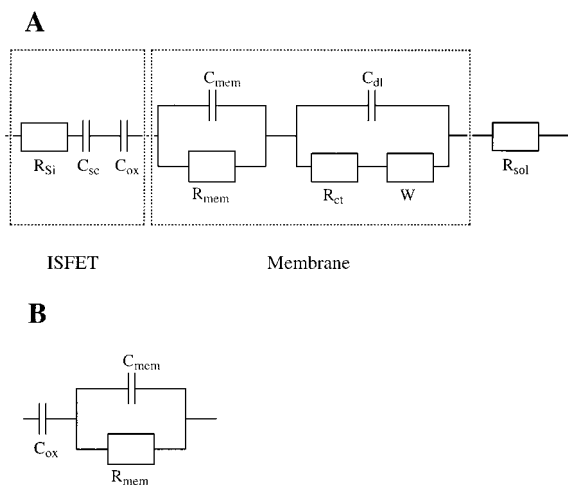 A
C_mem
C_dl
R_Si
C_sc
C_ox
R_mem
R_ct
W
R_sol
ISFET
Membrane
B
C_mem
C_ox
R_mem